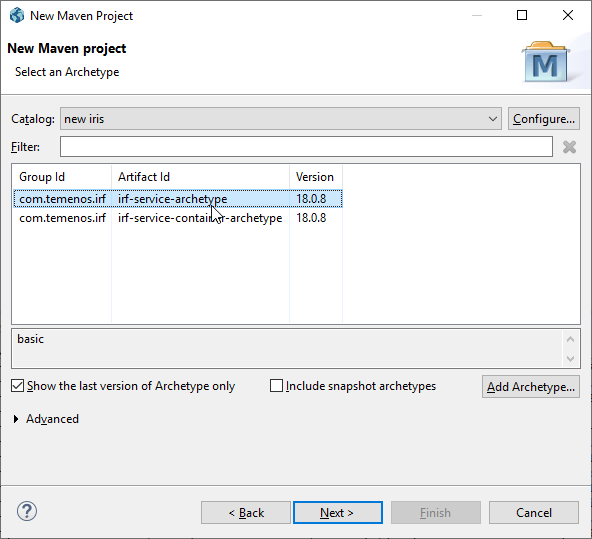 New Maven Project
New Maven project
Select an Archetype
M
Catalog: new iris Configure...
Filter:
Group Id Artifact Id Version
com.temenos.irf irf-service-archetype 18.0.8
com.temenos.irf irf-service-container-archetype 18.0.8
basic
Show the last version of Archetype only Include snapshot archetypes Add Archetype...
Advanced
? < Back Next > Finish Cancel